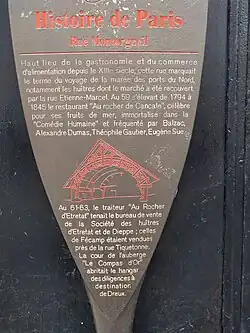 Histoire de Paris
Rue Montorgueil
Haut lieu de la gastronomie et du commerce
d'alimentation depuis le XIIIe siècle, cette rue marquait
le terme du voyage de la marée des ports du Nord,
notamment les huîtres dont le marché a été recouvert
par la rue Etienne-Marcel. Au 59 s'élevait de 1794 à
1845 le restaurant "Au rocher de Cancale", célèbre
pour ses fruits de mer, immortalisé dans la
"Comédie Humaine" et fréquenté par Balzac,
Alexandre Dumas, Théophile Gautier, Eugène Sue...
Au 61-63, le traiteur "Au Rocher
d'Etretat" tenait le bureau de vente
de la Société des huîtres
d'Etretat et de Dieppe ; celles
de Fécamp étaient vendues
près de la rue Tiquetonne.
La cour de l'auberge
"Le Compas d'Or"
abritait le hangar
des diligences à
destination
de Dreux.